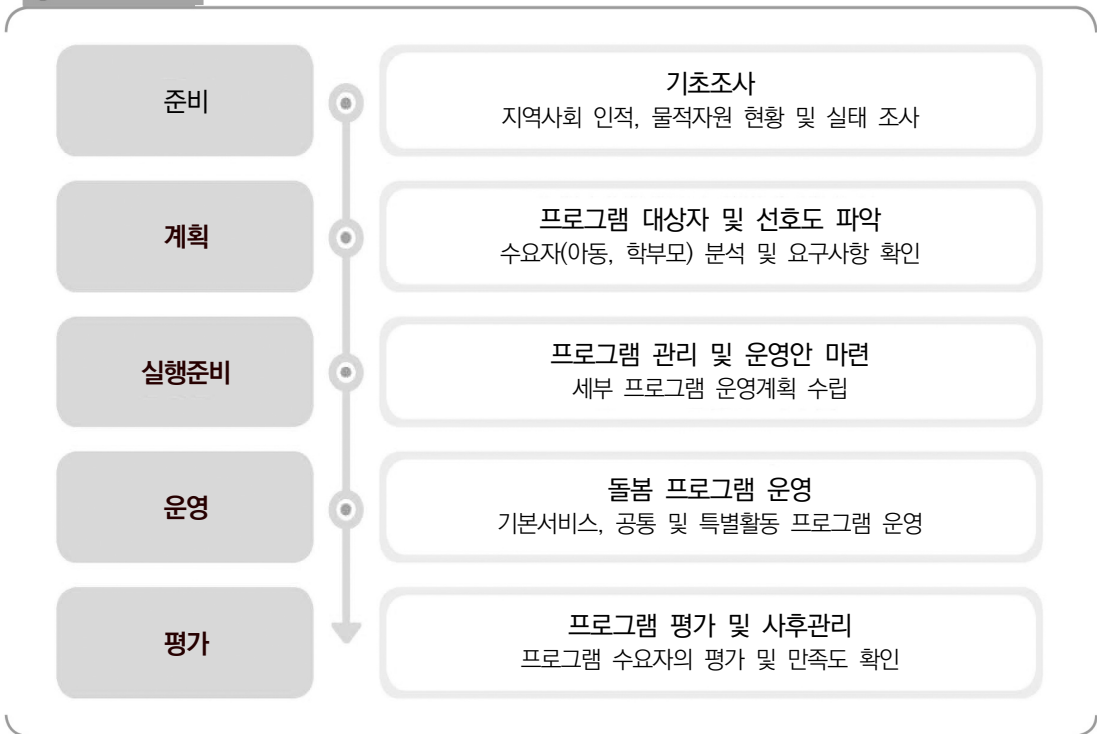 준비
기초조사
지역사회 인적, 물적자원 현황 및 실태 조사
계획
프로그램 대상자 및 선호도 파악
수요자(아동, 학부모) 분석 및 요구사항 확인
실행준비
프로그램 관리 및 운영안 마련
세부 프로그램 운영계획 수립
운영
돌봄 프로그램 운영
기본서비스, 공통 및 특별활동 프로그램 운영
평가
프로그램 평가 및 사후관리
프로그램 수요자의 평가 및 만족도 확인